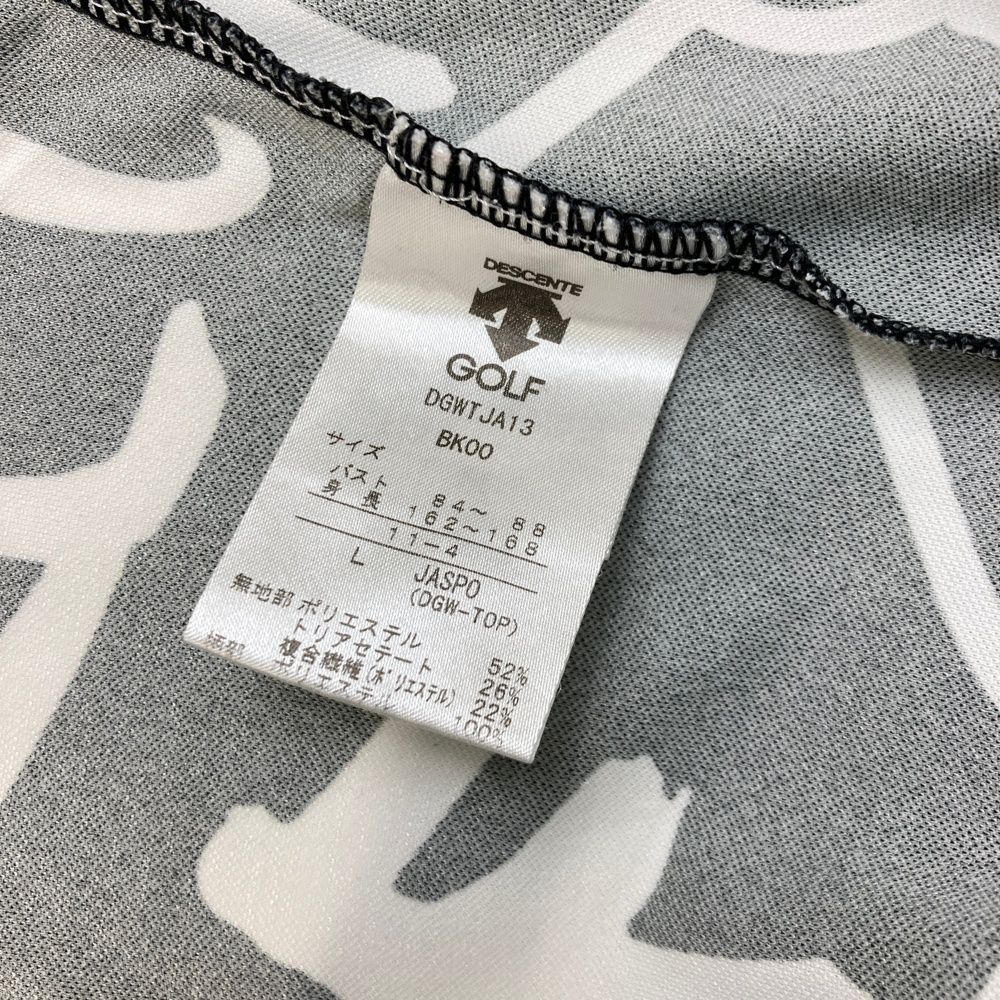 DESCENTE
GOLF
DGWTJA13
BK00
サイズ
バスト 84～ 88
身 長 162～168
11-4
L JASPO
(DGW-TOP)
無地部 ポリエステル 52%
トリアセテート 26%
複合繊維(ポリエステル) 22%
ポリエステル 100%